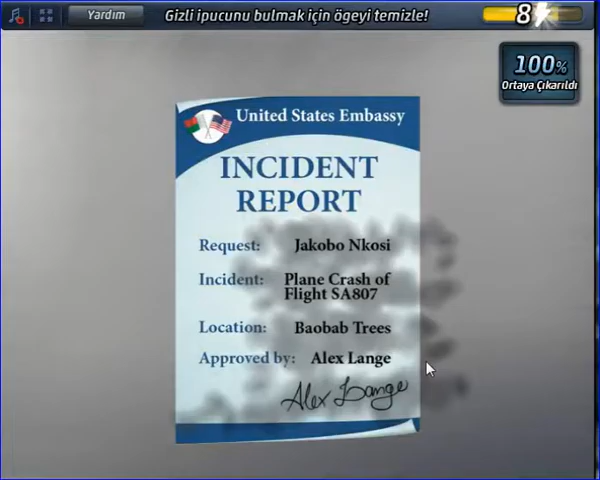 Yardım
Gizli ipucunu bulmak için ögeyi temizle!
8
100%
Ortaya Çıkarıldı
United States Embassy
INCIDENT
REPORT
Request: Jakobo Nkosi
Incident: Plane Crash of
Flight SA807
Location: Baobab Trees
Approved by: Alex Lange
Alex Lange